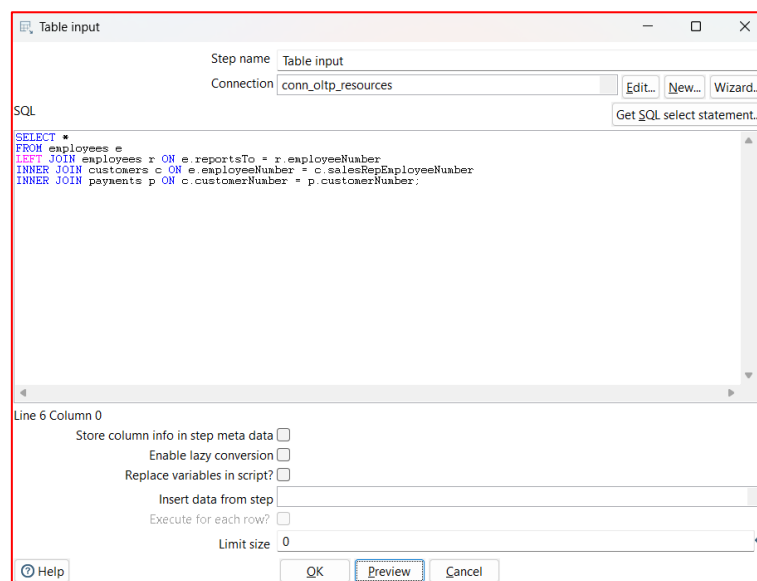 Table input
Step name Table input
Connection conn_oltp_resources Edit... New... Wizard..
SQL Get SQL select statement..
SELECT *
FROM employees e
LEFT JOIN employees r ON e.reportsTo = r.employeeNumber
INNER JOIN customers c ON e.employeeNumber = c.salesRepEmployeeNumber
INNER JOIN payments p ON c.customerNumber = p.customerNumber;
Line 6 Column 0
Store column info in step meta data
Enable lazy conversion
Replace variables in script?
Insert data from step
Execute for each row?
Limit size 0
Help OK Preview Cancel